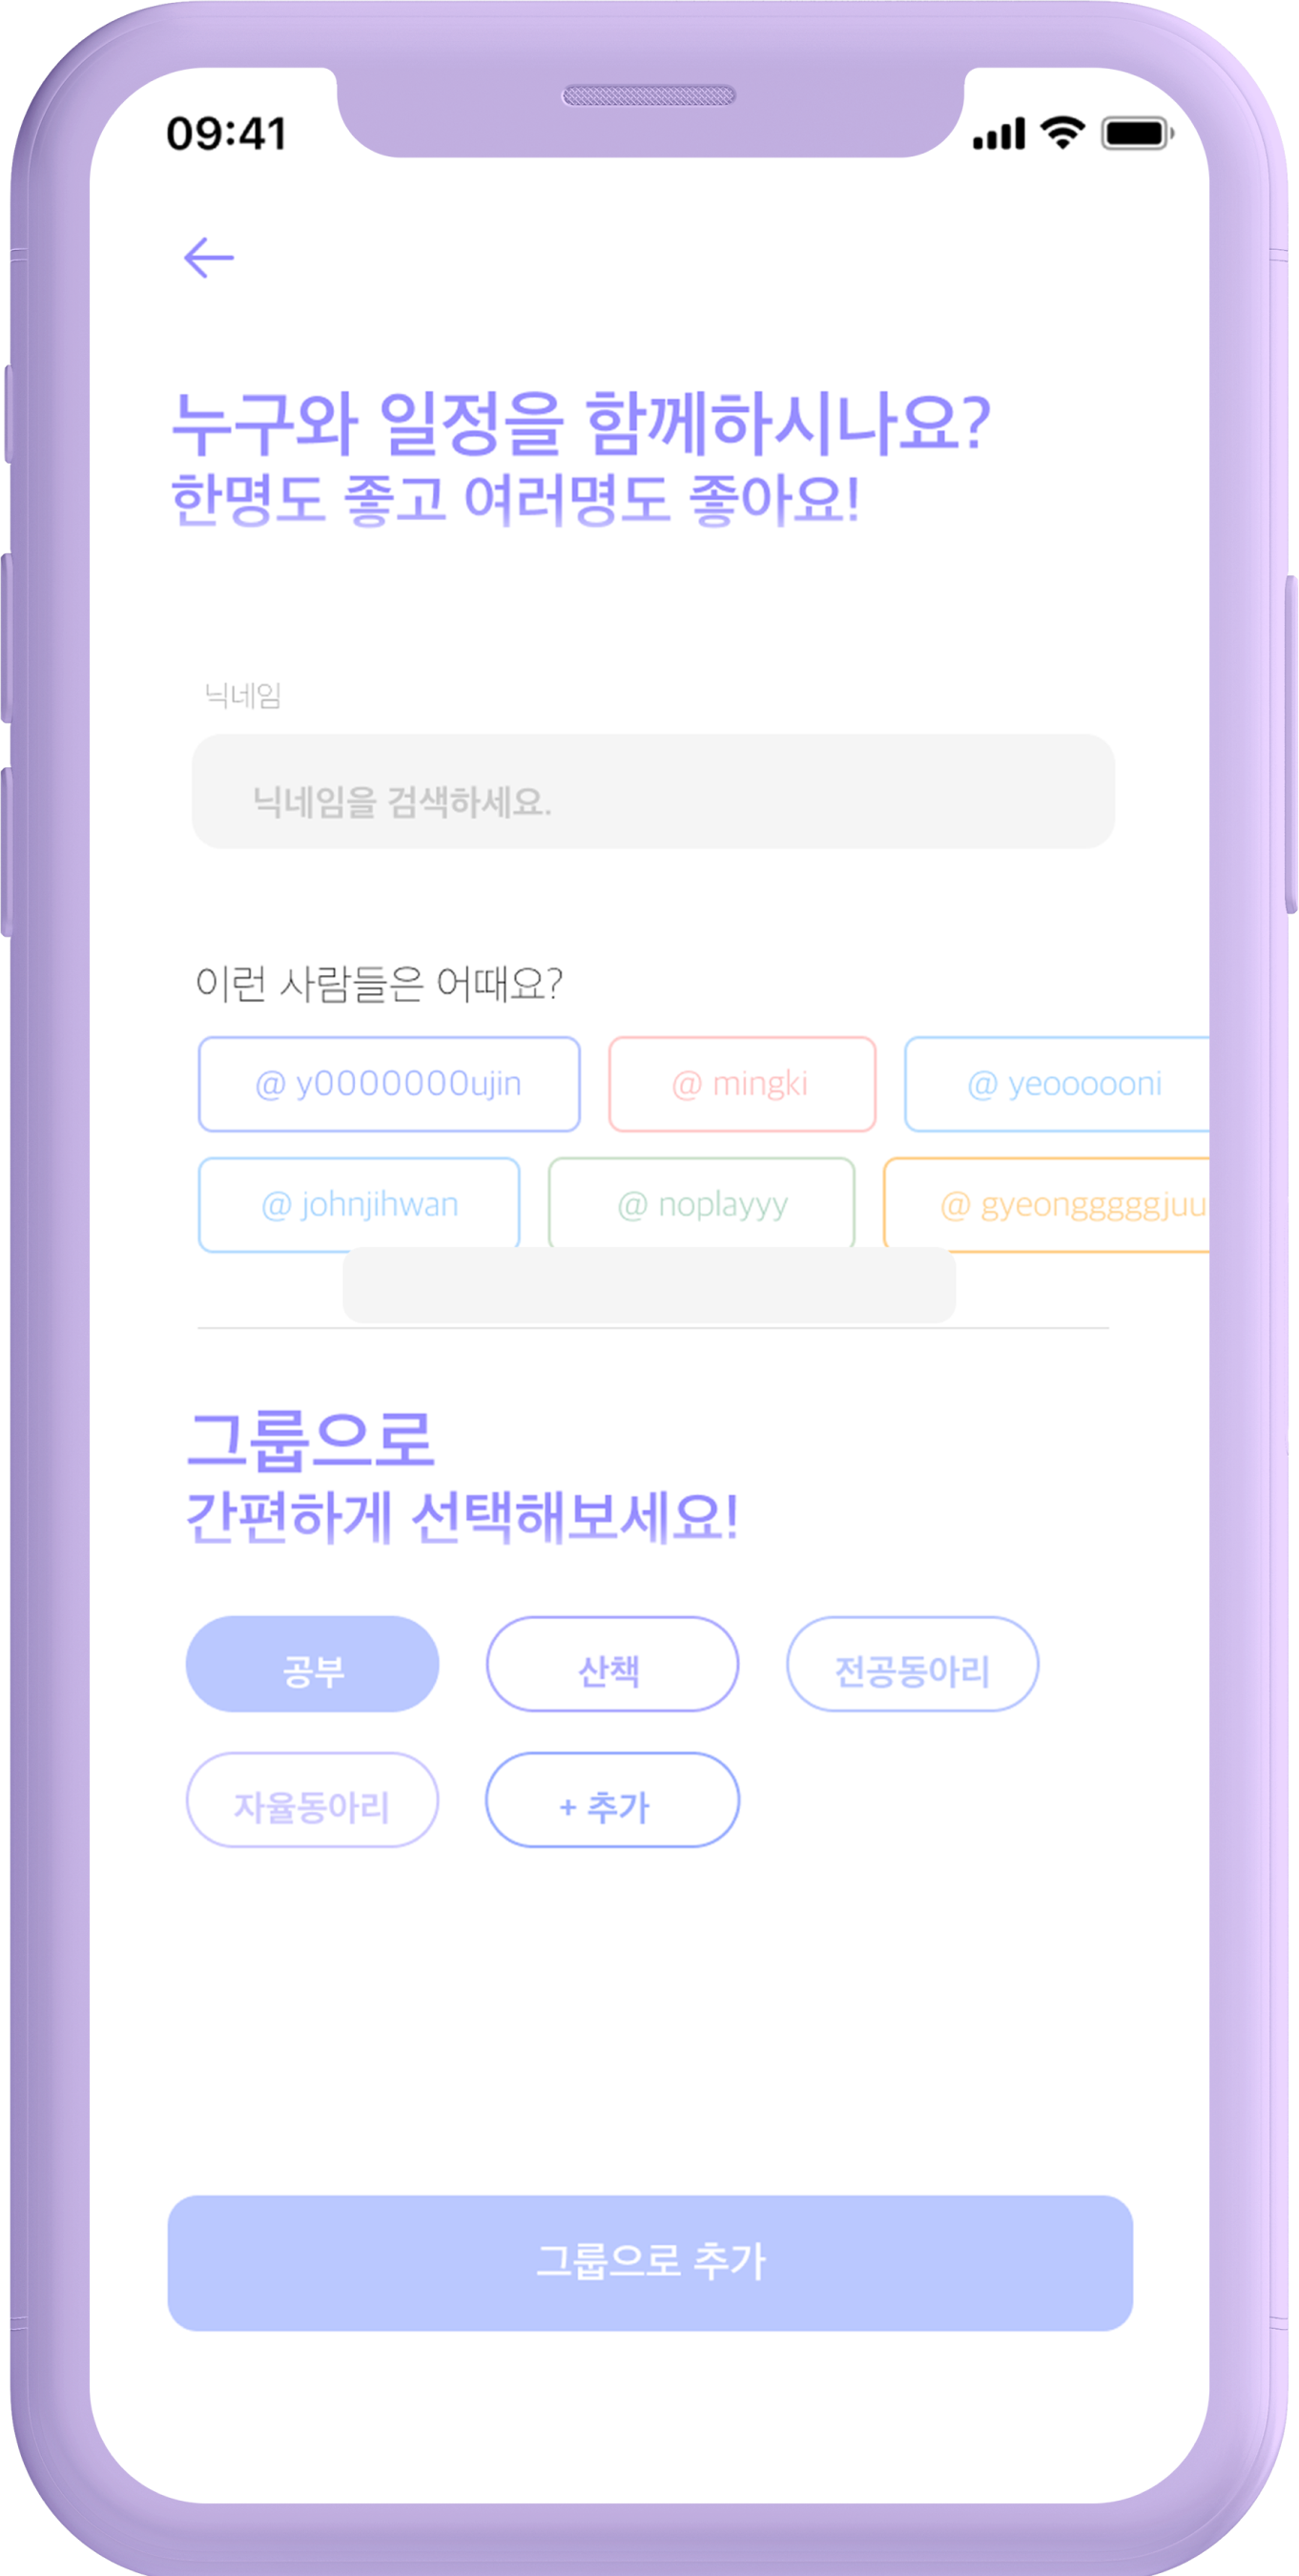 09:41
누구와 일정을 함께하시나요?
한명도 좋고 여러명도 좋아요!
닉네임
닉네임을 검색하세요.
이런 사람들은 어때요?
@ y0000000ujin @ mingki @ yeoooooni
@ johnjihwan @ noplayyy @ gyeongggggjuu
그룹으로
간편하게 선택해보세요!
공부 산책 전공동아리
자율동아리 + 추가
그룹으로 추가